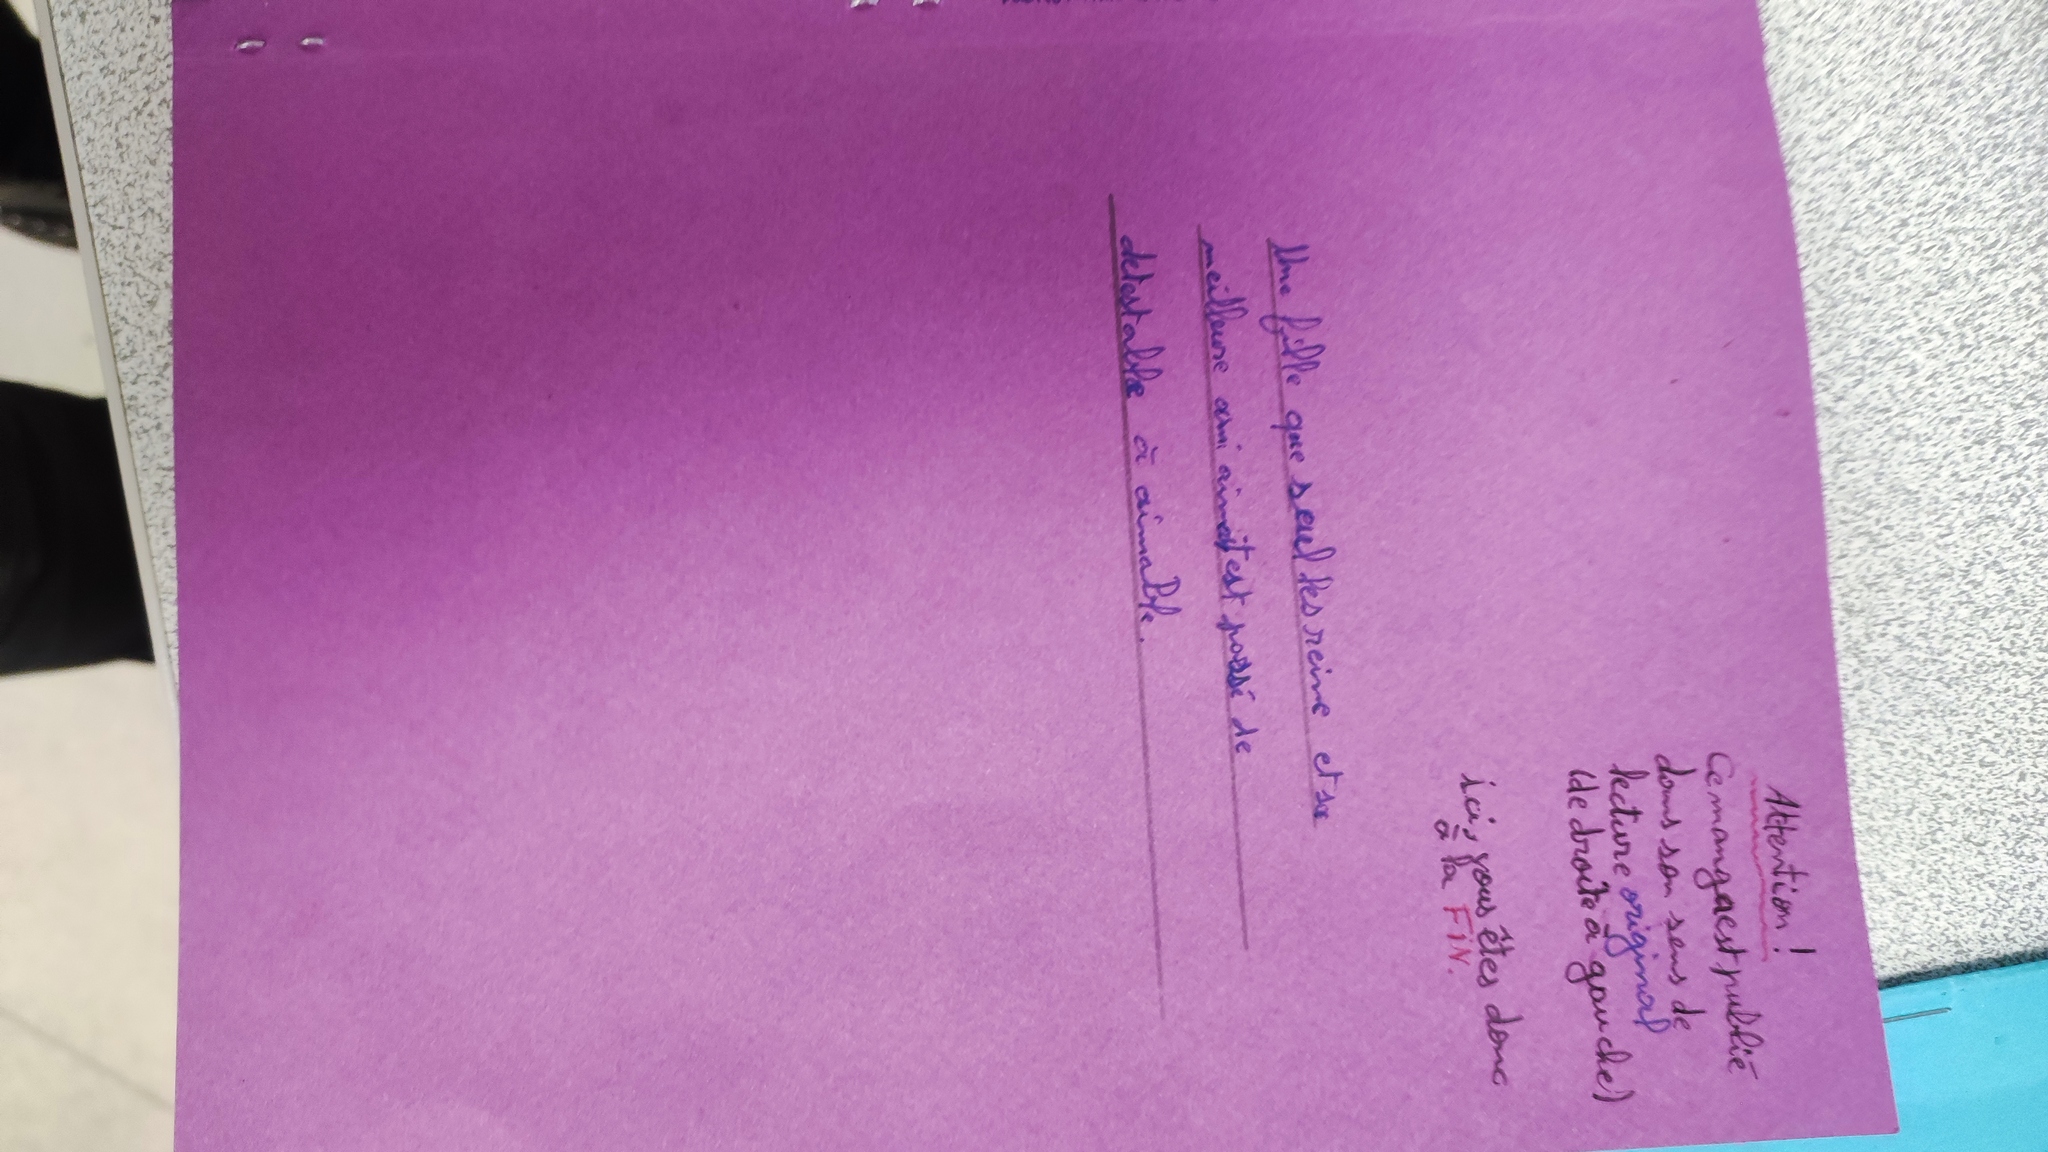 Attention!
Ce manga est publié
dans son sens de
lecture original
(de droite à gauche)
ici, vous êtes donc
à la FIN.
Une fille que seul les reine et sa
meilleure ami aimait est passé de
detestable à aimable.